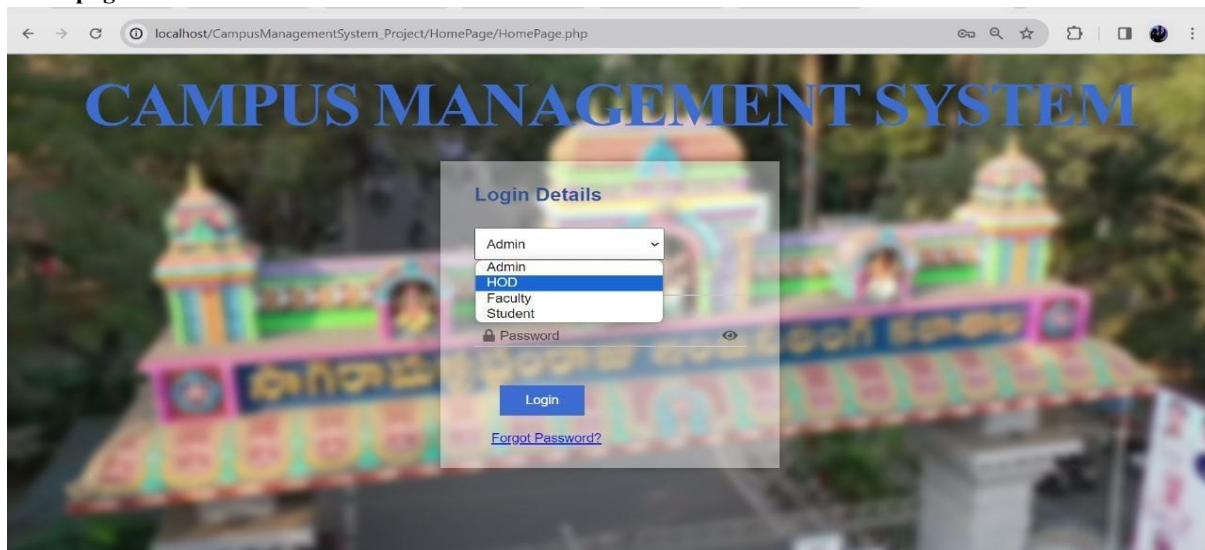 localhost/CampusManagementSystem_Project/HomePage/HomePage.php
CAMPUS MANAGEMENT SYSTEM
Login Details
Admin
Admin
HOD
Faculty
Student
Password
Login
Forgot Password?